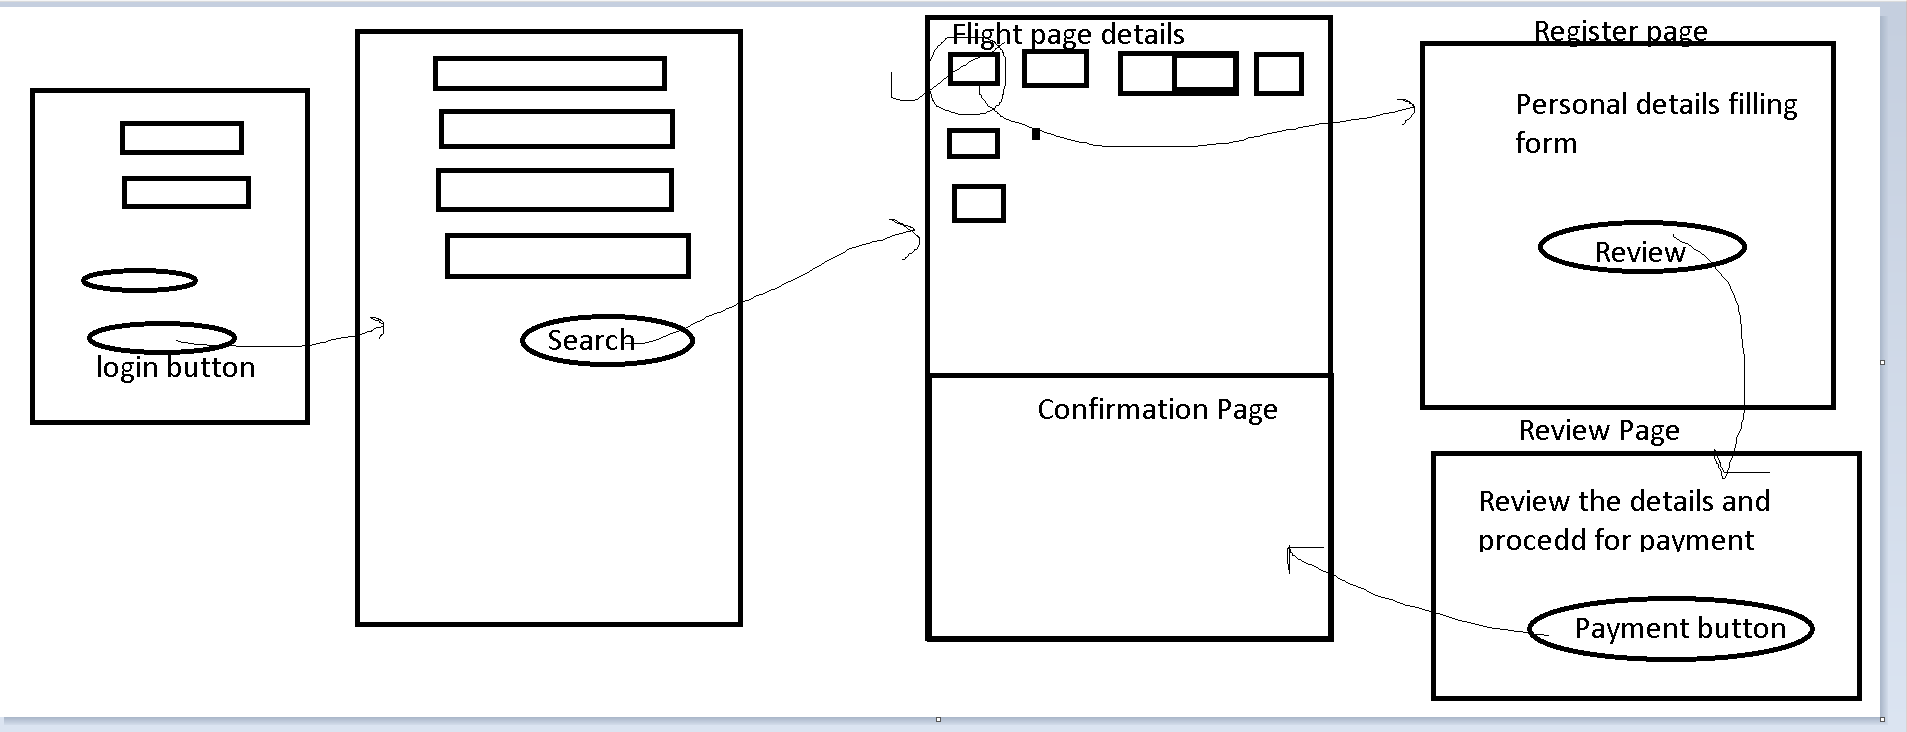 login button
Search
Flight page details
Register page
Personal details filling
form
Review
Review Page
Review the details and
procedd for payment
Payment button
Confirmation Page